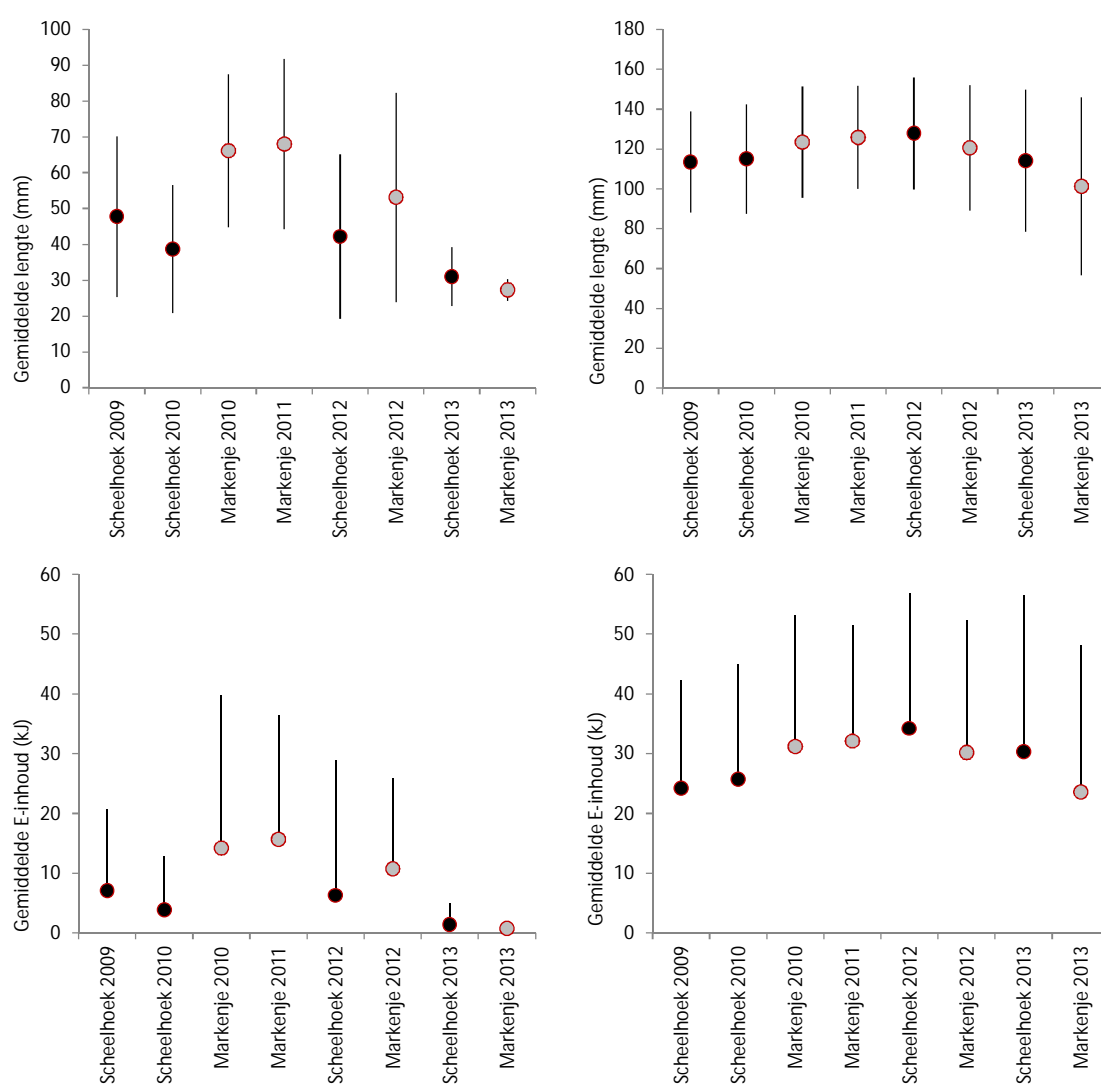 Gemiddelde lengte (mm)
100
90
80
70
60
50
40
30
20
10
0
Scheelhoek 2009
Scheelhoek 2010
Markenje 2010
Markenje 2011
Scheelhoek 2012
Markenje 2012
Scheelhoek 2013
Markenje 2013
Gemiddelde lengte (mm)
180
160
140
120
100
80
60
40
20
0
Scheelhoek 2009
Scheelhoek 2010
Markenje 2010
Markenje 2011
Scheelhoek 2012
Markenje 2012
Scheelhoek 2013
Markenje 2013
Gemiddelde E-inhoud (kJ)
60
50
40
30
20
10
0
Scheelhoek 2009
Scheelhoek 2010
Markenje 2010
Markenje 2011
Scheelhoek 2012
Markenje 2012
Scheelhoek 2013
Markenje 2013
Gemiddelde E-inhoud (kJ)
60
50
40
30
20
10
0
Scheelhoek 2009
Scheelhoek 2010
Markenje 2010
Markenje 2011
Scheelhoek 2012
Markenje 2012
Scheelhoek 2013
Markenje 2013